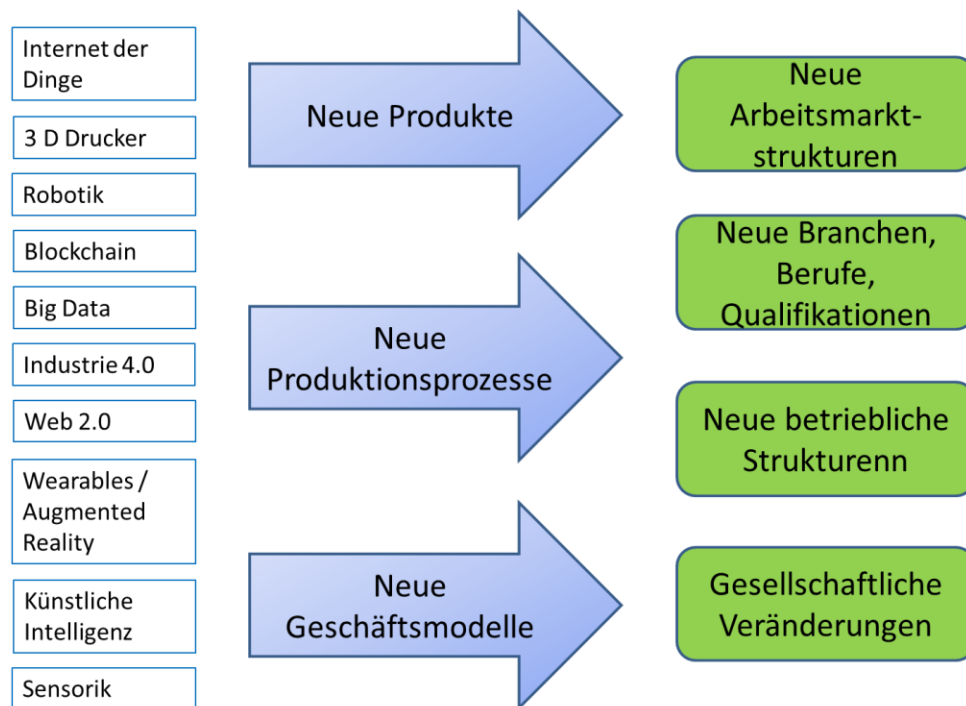 Internet der
Dinge
3 D Drucker
Robotik
Blockchain
Big Data
Industrie 4.0
Web 2.0
Wearables /
Augmented
Reality
Künstliche
Intelligenz
Sensorik
Neue Produkte
Neue
Produktionsprozesse
Neue
Geschäftsmodelle
Neue
Arbeitsmarkt-
strukturen
Neue Branchen,
Berufe,
Qualifikationen
Neue betriebliche
Strukturenn
Gesellschaftliche
Veränderungen